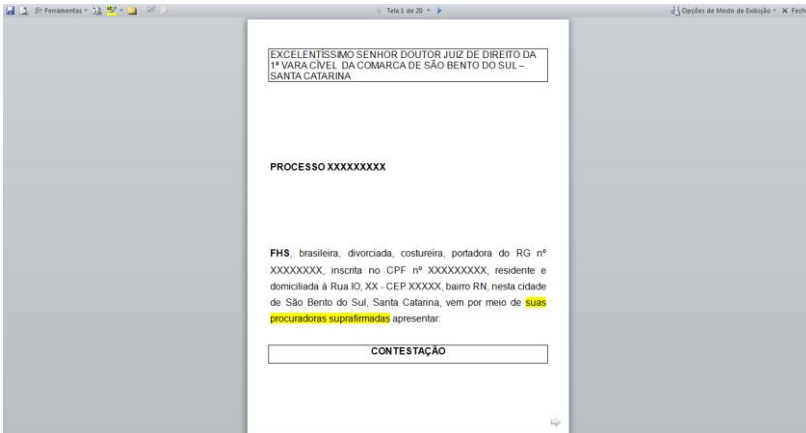 Ferramentas
Tela 1 de 20
Opções de Modo de Exibição
Fech
EXCELENTÍSSIMO SENHOR DOUTOR JUIZ DE DIREITO DA
1ª VARA CÍVEL DA COMARCA DE SÃO BENTO DO SUL –
SANTA CATARINA
PROCESSO XXXXXXXXX
FHS, brasileira, divorciada, costureira, portadora do RG nº
XXXXXXXX, inscrita no CPF nº XXXXXXXXX, residente e
domiciliada à Rua IO, XX - CEP XXXXX, bairro RN, nesta cidade
de São Bento do Sul, Santa Catarina, vem por meio de suas
procuradoras suprafirmadas apresentar:
CONTESTAÇÃO